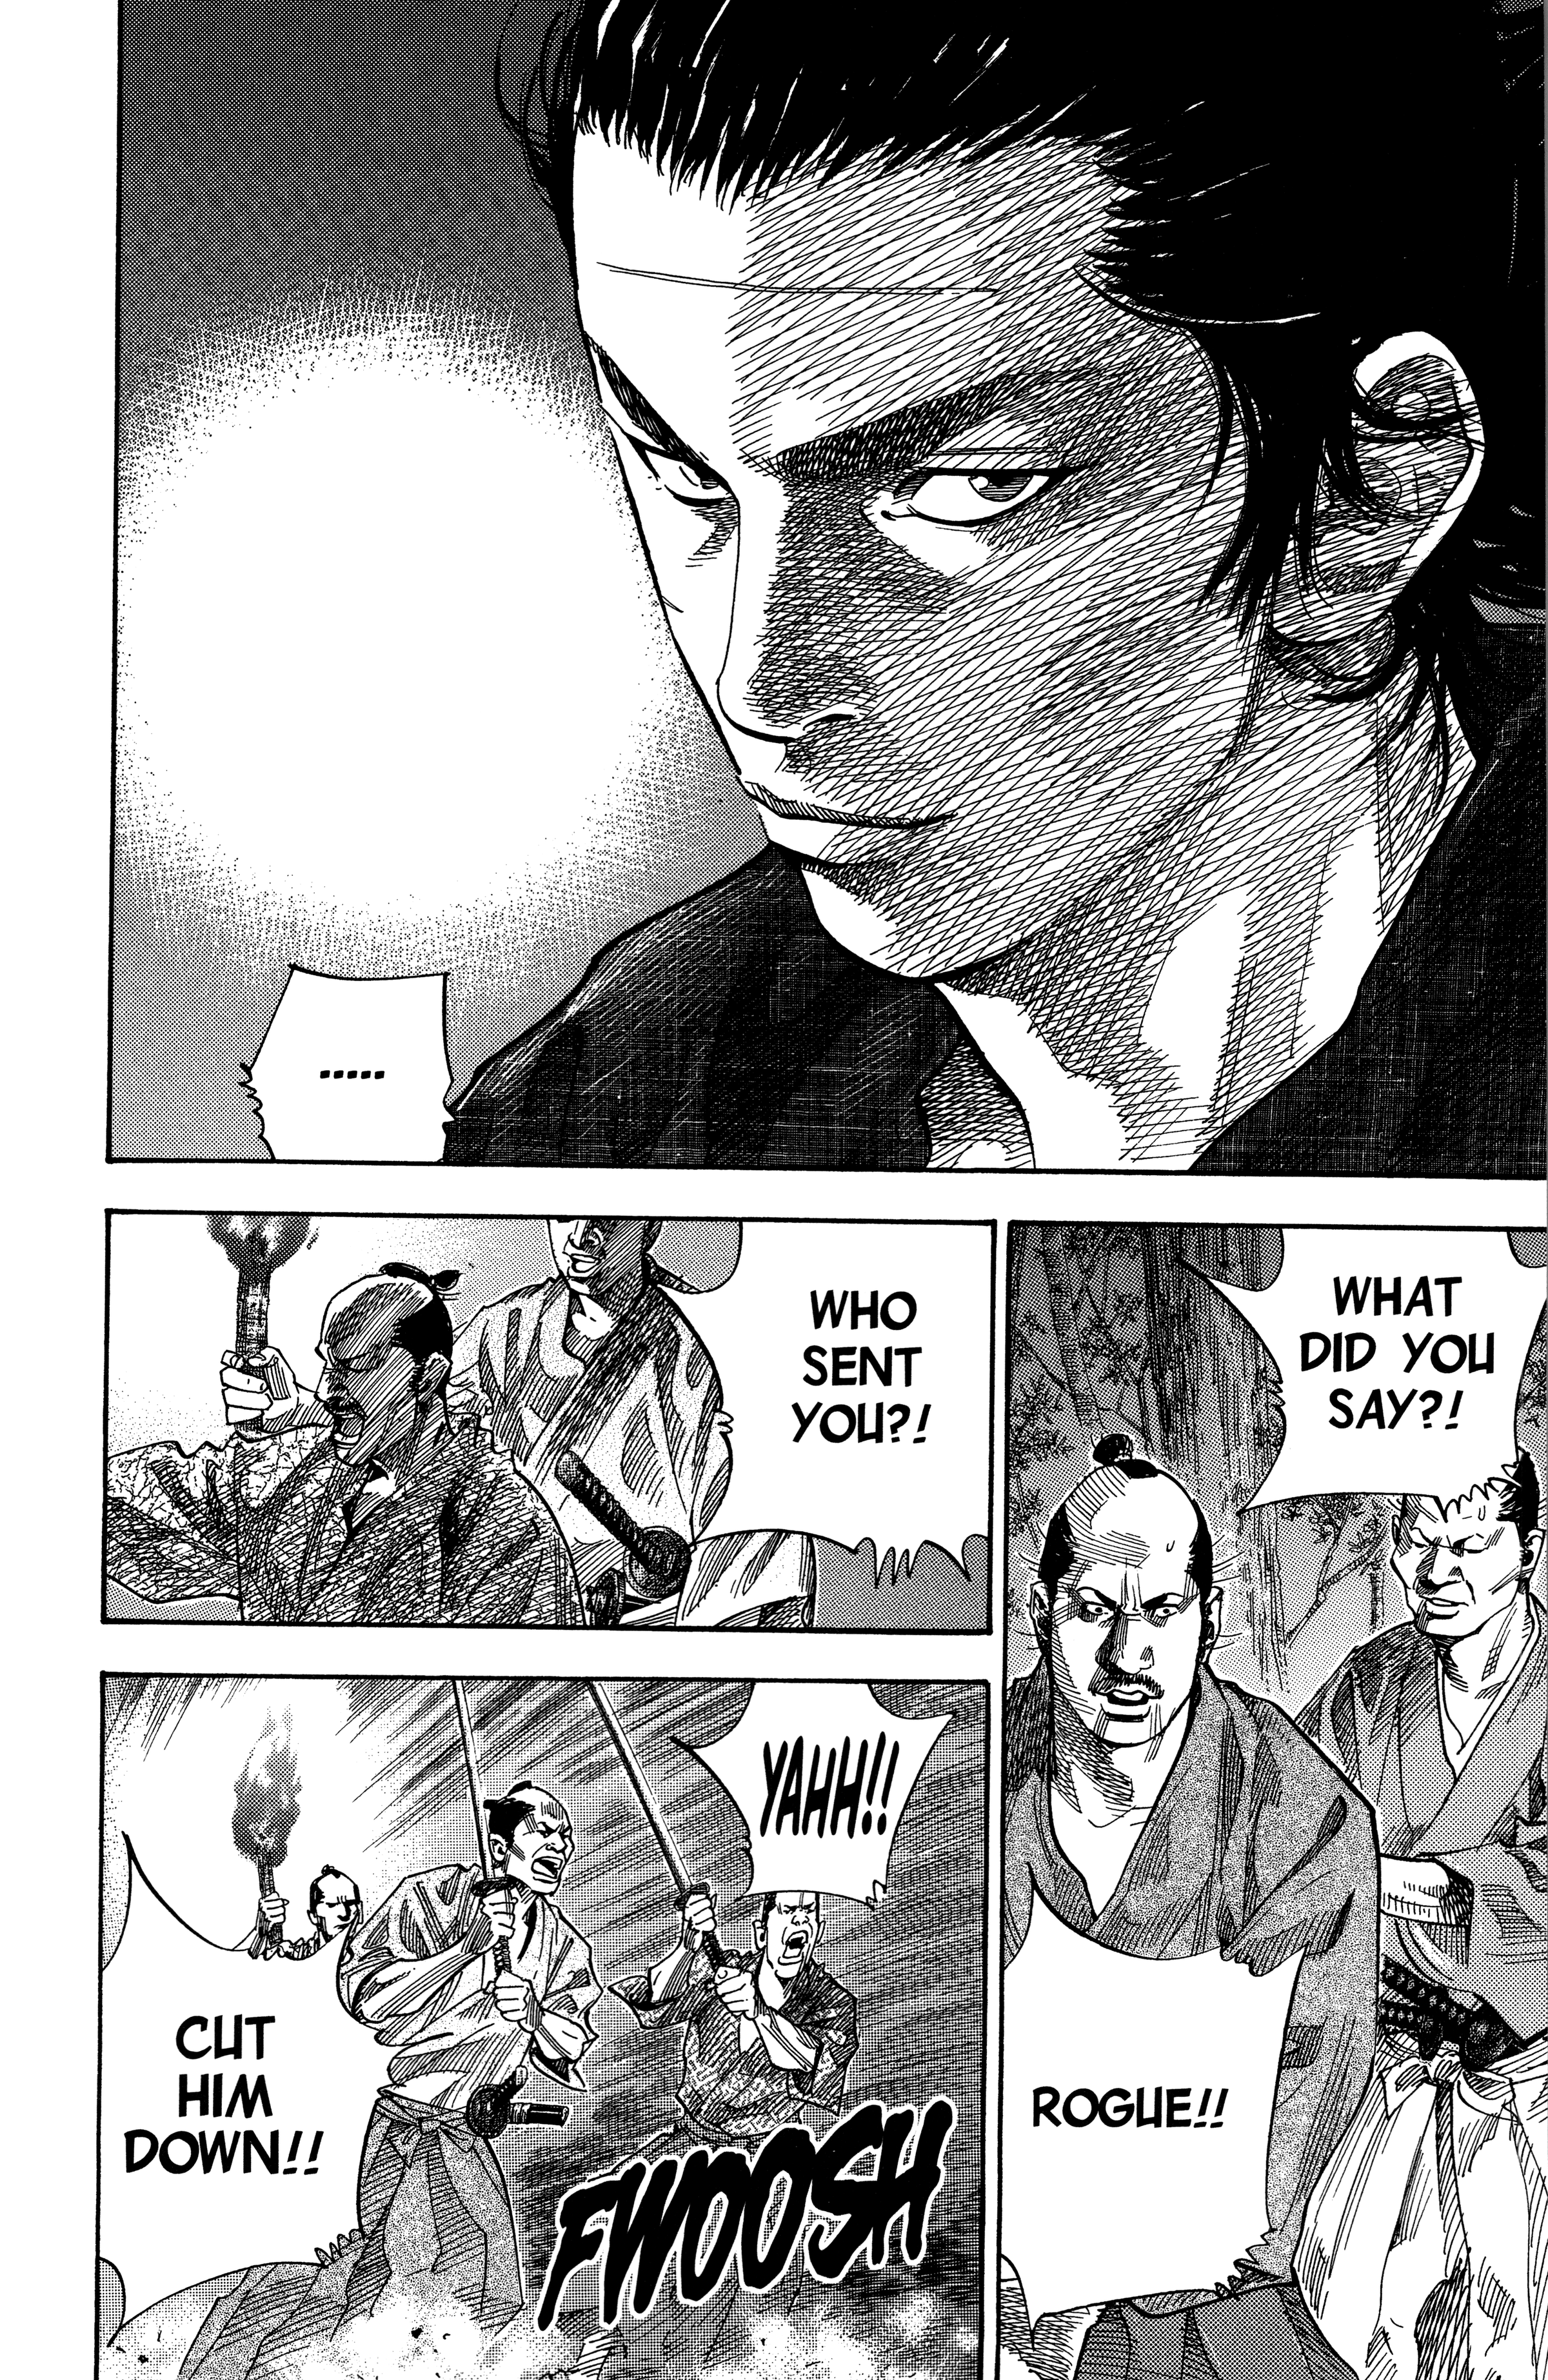 .....
WHAT
DID YOU
SAY?!
ROGUE!!
WHO
SENT
YOU?!
YAHH!!
CUT
HIM
DOWN!!
FWOOSH